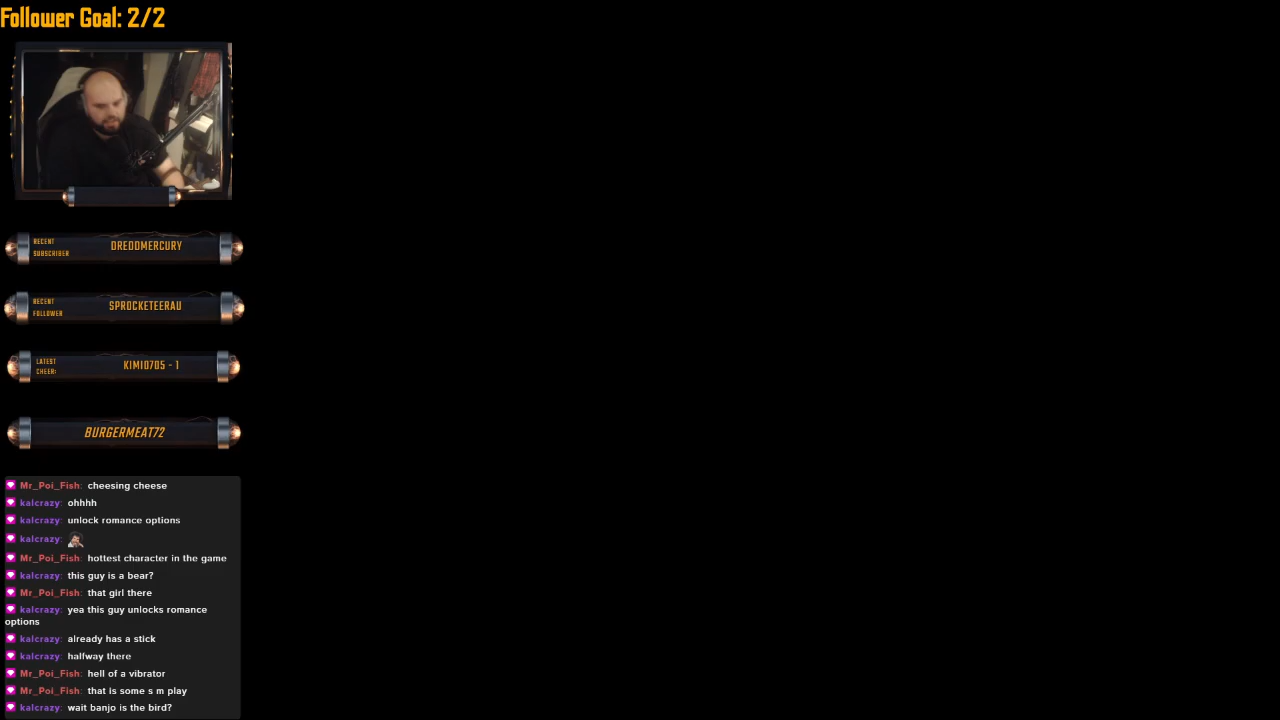 Follower Goal: 2/2
RECENT SUBSCRIBER
DREDDMERCURY
RECENT FOLLOWER
SPROCKETEERAU
LATEST CHEER:
KIMI0705 - 1
BURGERMEAT72
Mr_Poi_Fish: cheesing cheese
kalcrazy: ohhhh
kalcrazy: unlock romance options
kalcrazy:
Mr_Poi_Fish: hottest character in the game
kalcrazy: this guy is a bear?
Mr_Poi_Fish: that girl there
kalcrazy: yea this guy unlocks romance
options
kalcrazy: already has a stick
kalcrazy: halfway there
Mr_Poi_Fish: hell of a vibrator
Mr_Poi_Fish: that is some s m play
kalcrazy: wait banjo is the bird?